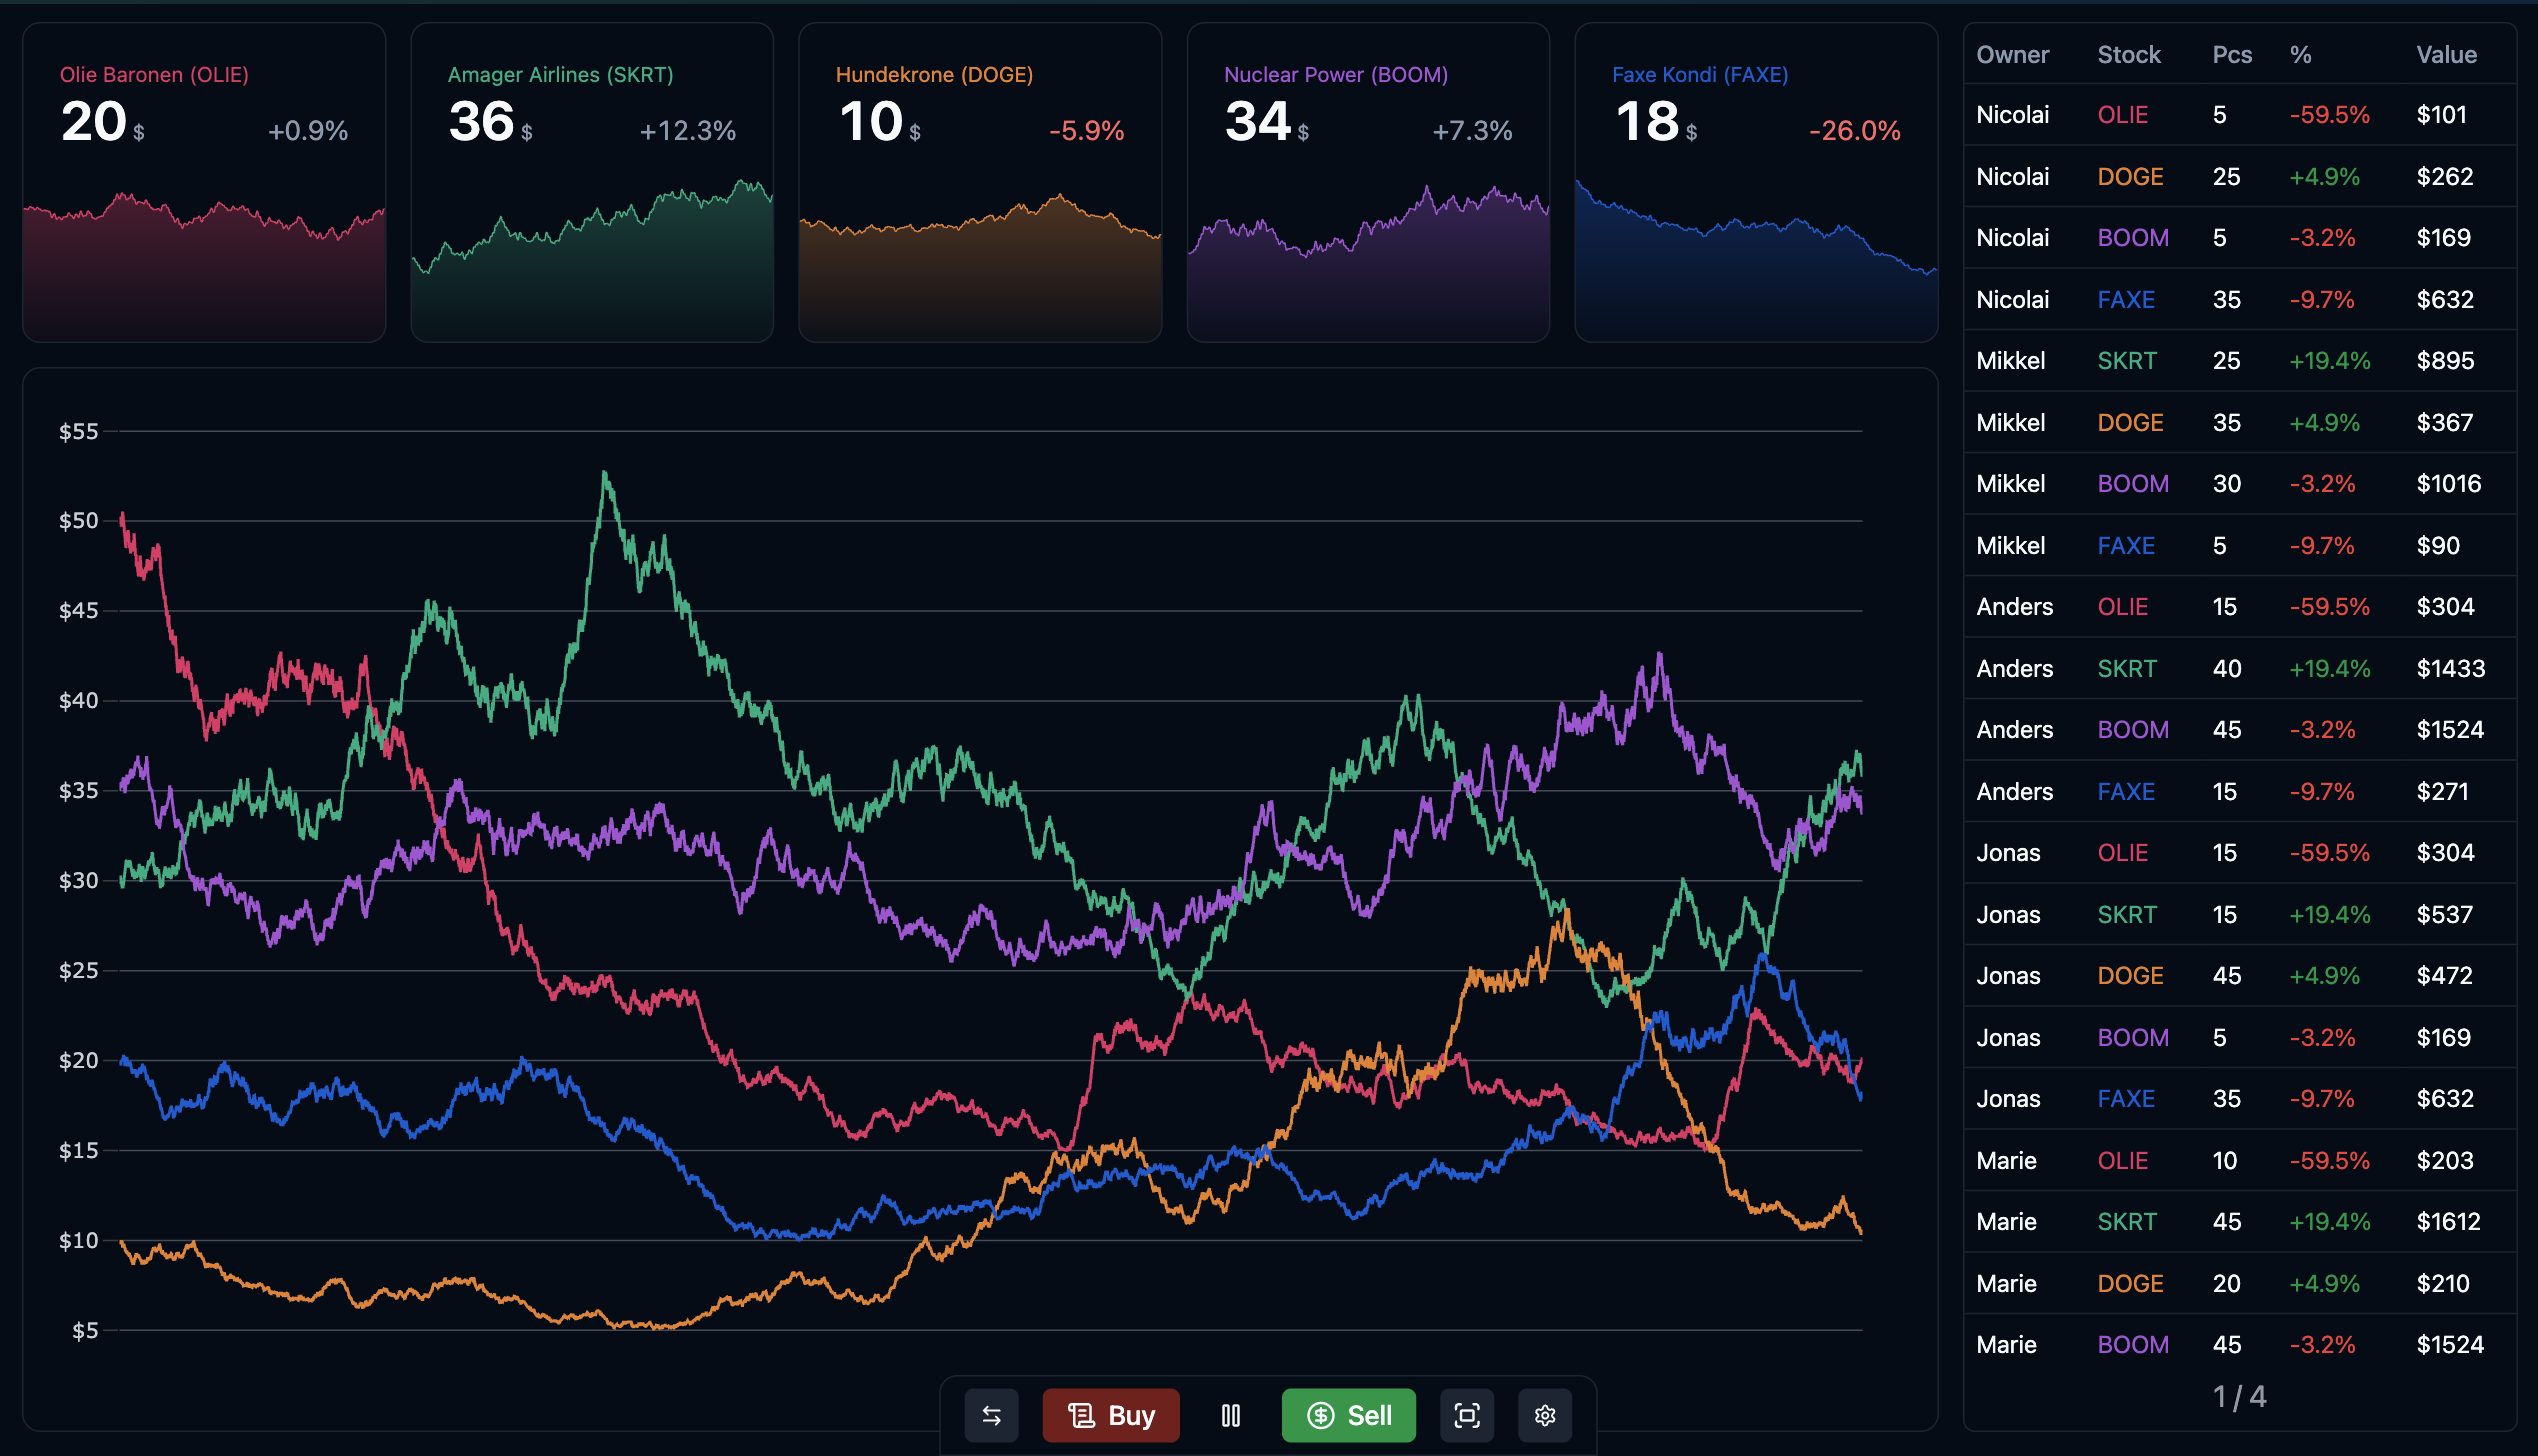 Olie Baronen (OLIE)
20 $ +0.9%
Amager Airlines (SKRT)
36 $ +12.3%
Hundekrone (DOGE)
10 $ -5.9%
Nuclear Power (BOOM)
34 $ +7.3%
Faxe Kondi (FAXE)
18 $ -26.0%
$55
$50
$45
$40
$35
$30
$25
$20
$15
$10
$5
Buy
Sell
Owner Stock Pcs % Value
Nicolai OLIE 5 -59.5% $101
Nicolai DOGE 25 +4.9% $262
Nicolai BOOM 5 -3.2% $169
Nicolai FAXE 35 -9.7% $632
Mikkel SKRT 25 +19.4% $895
Mikkel DOGE 35 +4.9% $367
Mikkel BOOM 30 -3.2% $1016
Mikkel FAXE 5 -9.7% $90
Anders OLIE 15 -59.5% $304
Anders SKRT 40 +19.4% $1433
Anders BOOM 45 -3.2% $1524
Anders FAXE 15 -9.7% $271
Jonas OLIE 15 -59.5% $304
Jonas SKRT 15 +19.4% $537
Jonas DOGE 45 +4.9% $472
Jonas BOOM 5 -3.2% $169
Jonas FAXE 35 -9.7% $632
Marie OLIE 10 -59.5% $203
Marie SKRT 45 +19.4% $1612
Marie DOGE 20 +4.9% $210
Marie BOOM 45 -3.2% $1524
1 / 4